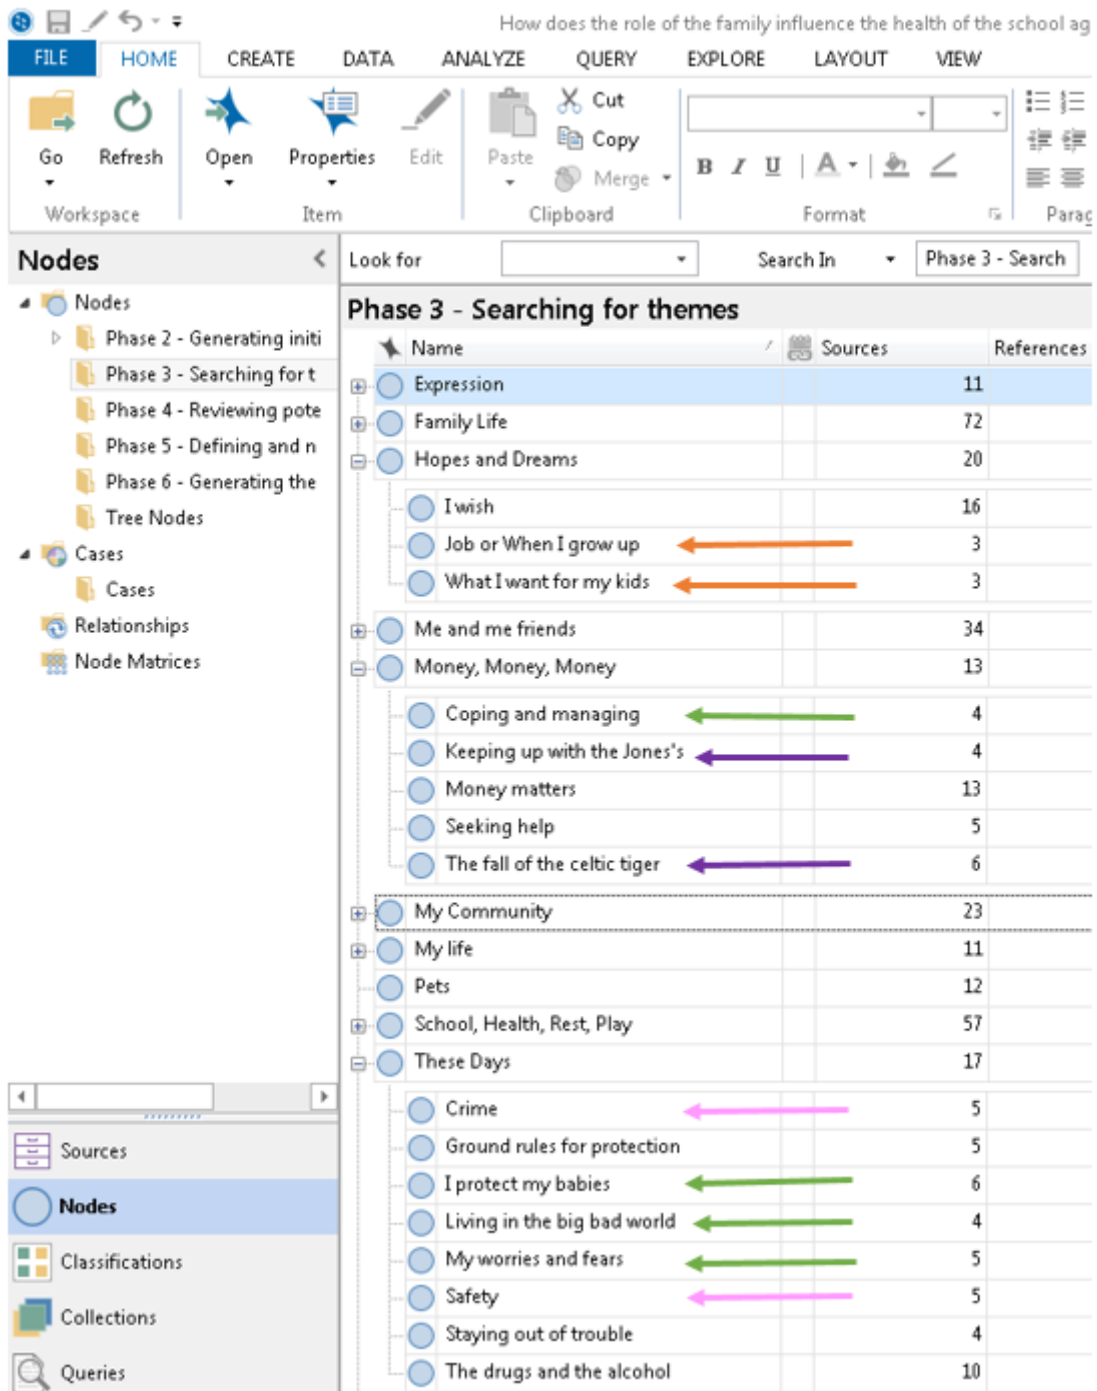 How does the role of the family influence the health of the school ag
FILE HOME CREATE DATA ANALYZE QUERY EXPLORE LAYOUT VIEW
Go Refresh Open Properties Edit Paste Cut
Copy
Merge
B I U A
Workspace Item Clipboard Format Parag
Nodes
Nodes
Phase 2 - Generating initi
Phase 3 - Searching for t
Phase 4 - Reviewing pote
Phase 5 - Defining and n
Phase 6 - Generating the
Tree Nodes
Cases
Cases
Relationships
Node Matrices
Sources
Nodes
Classifications
Collections
Queries
Look for Search In Phase 3 - Search
Phase 3 - Searching for themes
Name Sources References
Expression 11
Family Life 72
Hopes and Dreams 20
I wish 16
Job or When I grow up 3
What I want for my kids 3
Me and me friends 34
Money, Money, Money 13
Coping and managing 4
Keeping up with the Jones's 4
Money matters 13
Seeking help 5
The fall of the celtic tiger 6
My Community 23
My life 11
Pets 12
School, Health, Rest, Play 57
These Days 17
Crime 5
Ground rules for protection 5
I protect my babies 6
Living in the big bad world 4
My worries and fears 5
Safety 5
Staying out of trouble 4
The drugs and the alcohol 10